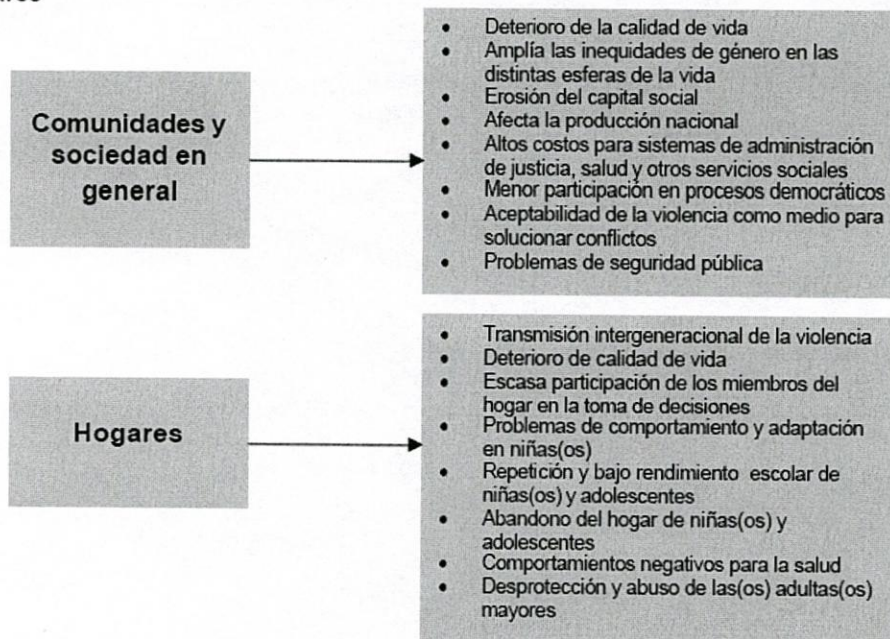 Comunidades y
sociedad en
general
• Deterioro de la calidad de vida
• Amplía las inequidades de género en las
distintas esferas de la vida
• Erosión del capital social
• Afecta la producción nacional
• Altos costos para sistemas de administración
de justicia, salud y otros servicios sociales
• Menor participación en procesos democráticos
• Aceptabilidad de la violencia como medio para
solucionar conflictos
• Problemas de seguridad pública
Hogares
• Transmisión intergeneracional de la violencia
• Deterioro de calidad de vida
• Escasa participación de los miembros del
hogar en la toma de decisiones
• Problemas de comportamiento y adaptación
en niñas(os)
• Repetición y bajo rendimiento escolar de
niñas(os) y adolescentes
• Abandono del hogar de niñas(os) y
adolescentes
• Comportamientos negativos para la salud
• Desprotección y abuso de las(os) adultas(os)
mayores